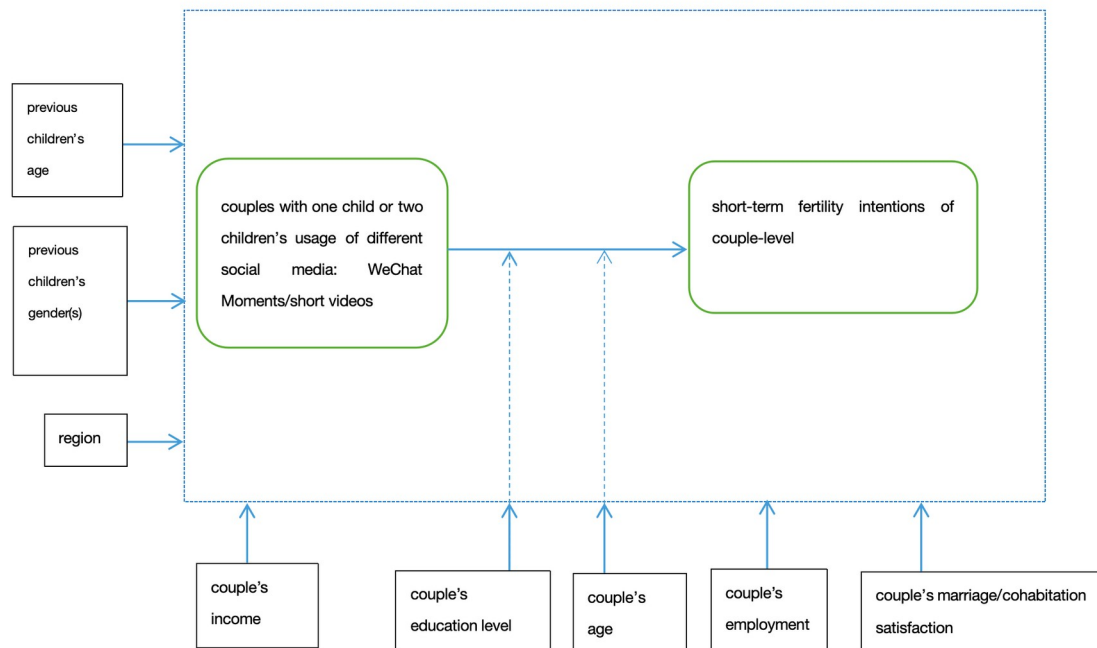 previous
children's
age
previous
children's
gender(s)
region
couples with one child or two
children's usage of different
social media: WeChat
Moments/short videos
short-term fertility intentions of
couple-level
couple's
income
couple's
education level
couple's
age
couple's
employment
couple's marriage/cohabitation
satisfaction